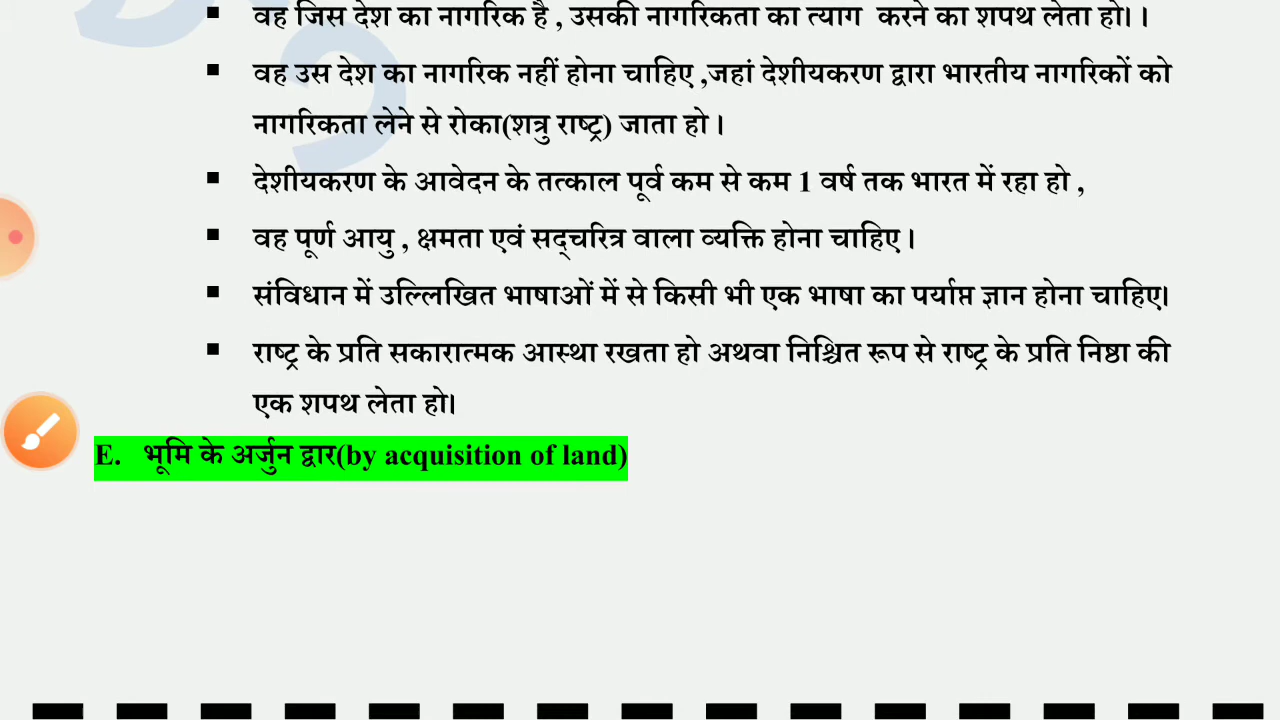 वह जिस देश का नागरिक है , उसकी नागरिकता का त्याग करने का शपथ लेता हो। ।
वह उस देश का नागरिक नहीं होना चाहिए ,जहां देशीयकरण द्वारा भारतीय नागरिकों को
नागरिकता लेने से रोका(शत्रु राष्ट्र) जाता हो ।
देशीयकरण के आवेदन के तत्काल पूर्व कम से कम 1 वर्ष तक भारत में रहा हो ,
वह पूर्ण आयु , क्षमता एवं सद्चरित्र वाला व्यक्ति होना चाहिए ।
संविधान में उल्लिखित भाषाओं में से किसी भी एक भाषा का पर्याप्त ज्ञान होना चाहिए।
राष्ट्र के प्रति सकारात्मक आस्था रखता हो अथवा निश्चित रूप से राष्ट्र के प्रति निष्ठा की
एक शपथ लेता हो।
E. भूमि के अर्जुन द्वार(by acquisition of land)